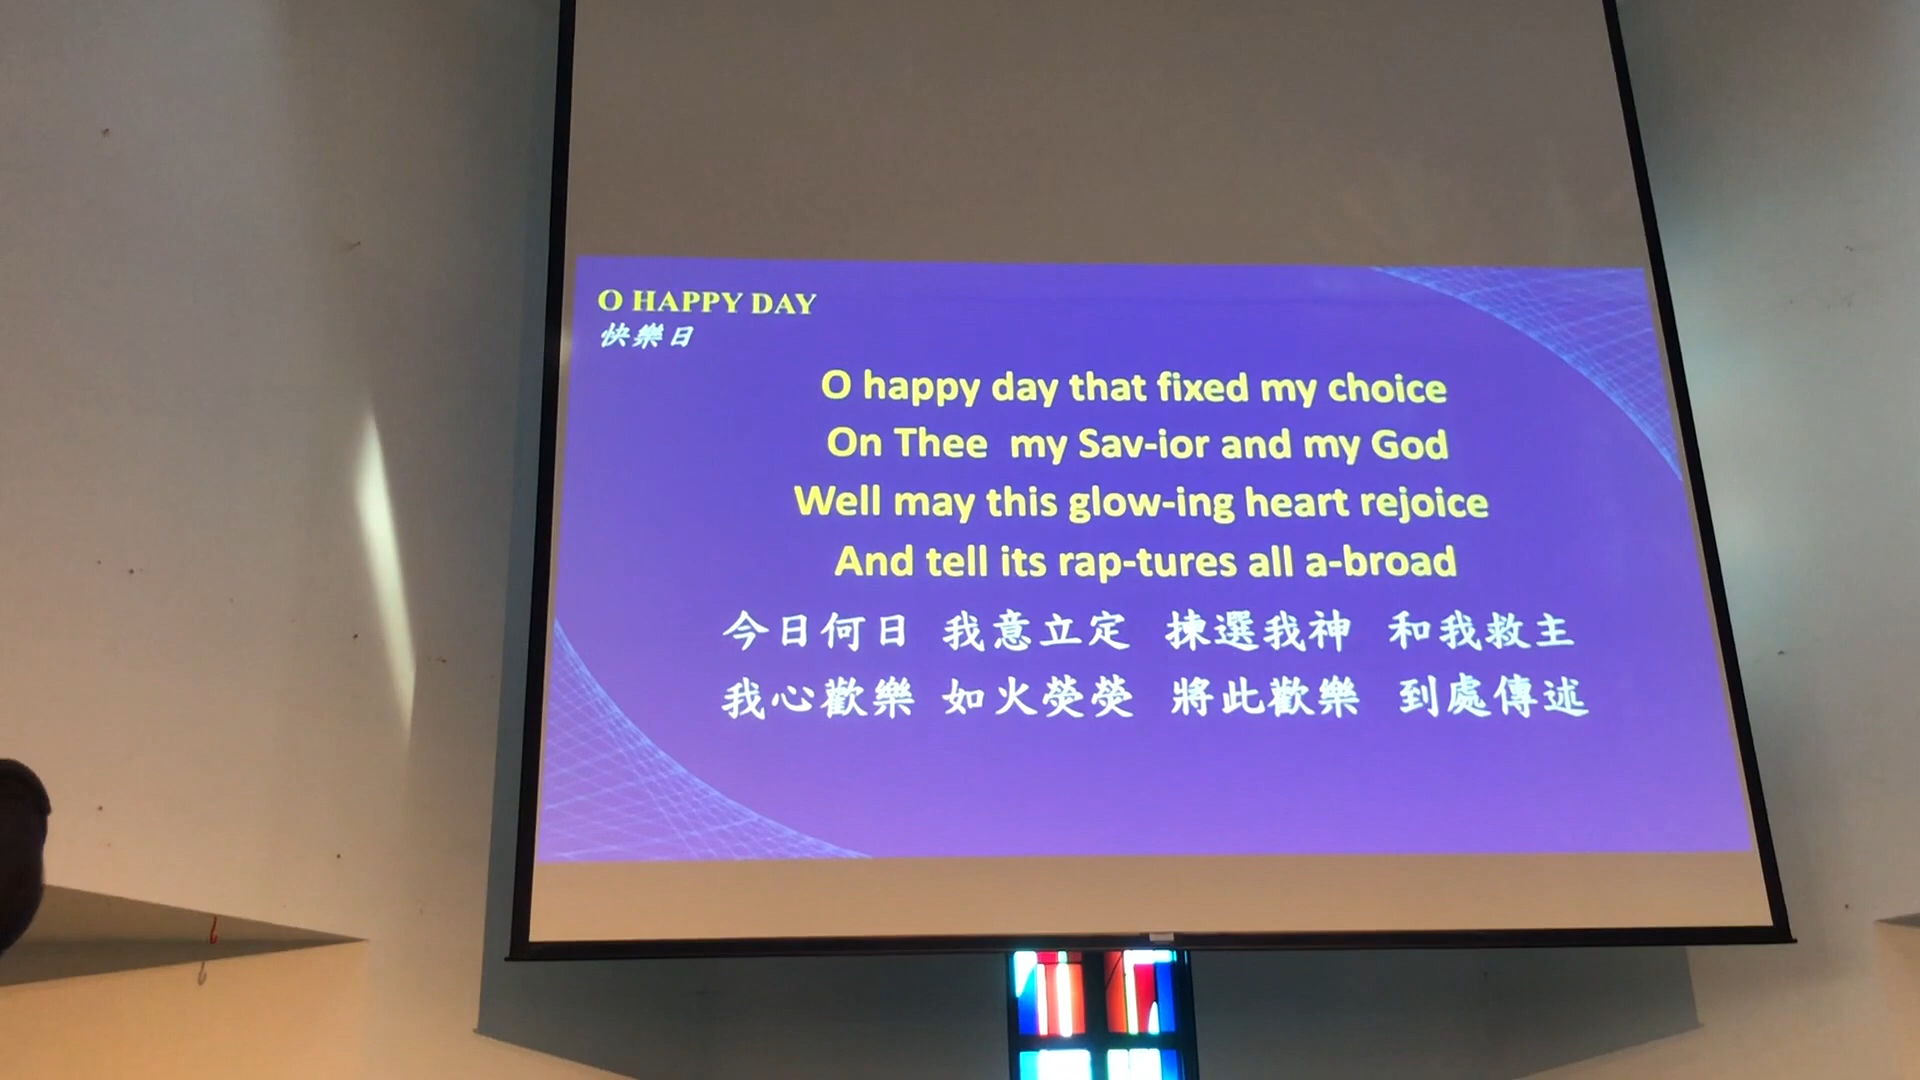 O HAPPY DAY
快樂日
O happy day that fixed my choice
On Thee  my Sav-ior and my God
Well may this glow-ing heart rejoice
And tell its rap-tures all a-broad
今日何日 我意立定 揀選我神 和我救主
我心歡樂 如火熒熒 將此歡樂 到處傳述